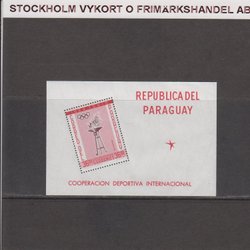 STOCKHOLM VYKORT O FRIMÄRKSHANDEL AB
REPUBLICA DEL
PARAGUAY
COOPERACION DEPORTIVA INTERNACIONAL